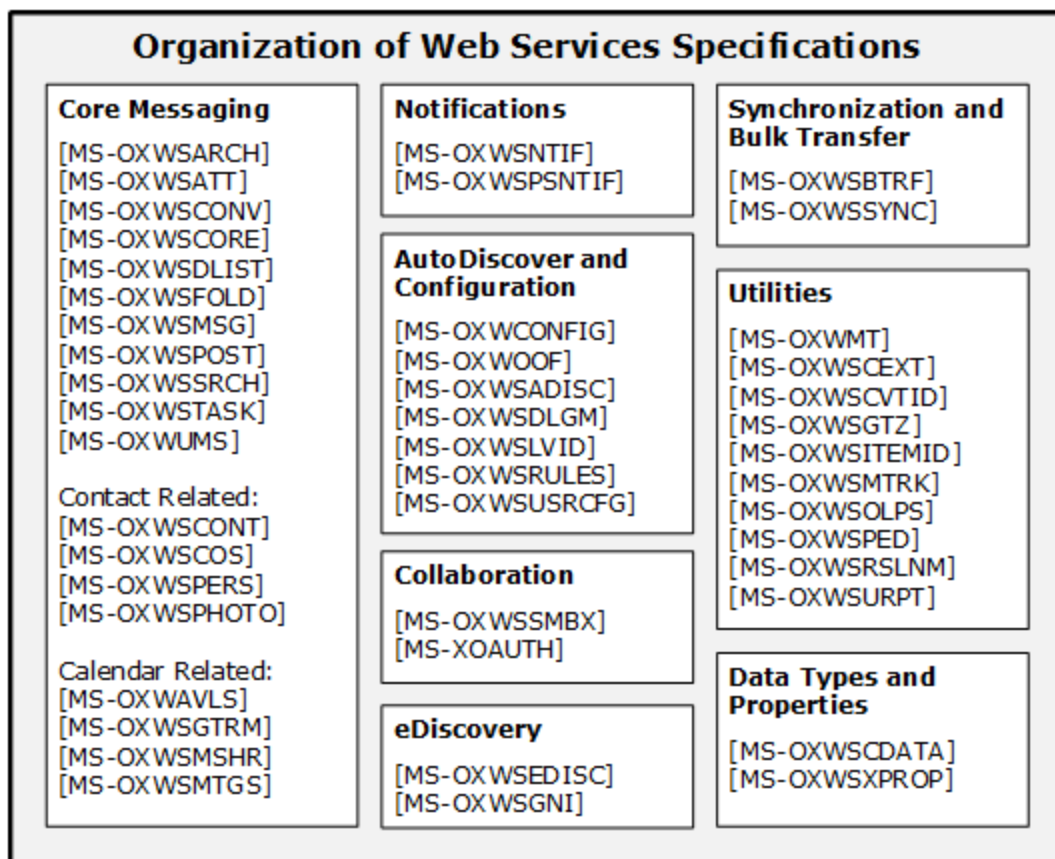 Organization of Web Services Specifications
Core Messaging
[MS-OXWSARCH]
[MS-OXWSATT]
[MS-OXWSCONV]
[MS-OXWSCORE]
[MS-OXWSDLIST]
[MS-OXWSFOLD]
[MS-OXWSMSG]
[MS-OXWSPOST]
[MS-OXWSSRCH]
[MS-OXWSTASK]
[MS-OXWUMS]
Contact Related:
[MS-OXWSCONT]
[MS-OXWSCOS]
[MS-OXWSPERS]
[MS-OXWSPHOTO]
Calendar Related:
[MS-OXWAVLS]
[MS-OXWSGTRM]
[MS-OXWSMSHR]
[MS-OXWSMTGS]
Notifications
[MS-OXWSNTIF]
[MS-OXWSPSNTIF]
AutoDiscover and
Configuration
[MS-OXWCONFIG]
[MS-OXWOOF]
[MS-OXWSADISC]
[MS-OXWSDLGM]
[MS-OXWSLVID]
[MS-OXWSRULES]
[MS-OXWSUSRCFG]
Collaboration
[MS-OXWSSMBX]
[MS-XOAUTH]
eDiscovery
[MS-OXWSEDISC]
[MS-OXWSGNI]
Synchronization and
Bulk Transfer
[MS-OXWSBTRF]
[MS-OXWSSYNC]
Utilities
[MS-OXWMT]
[MS-OXWSCEXT]
[MS-OXWSCVTID]
[MS-OXWSGTZ]
[MS-OXWSITEMID]
[MS-OXWSMTRK]
[MS-OXWSOLPS]
[MS-OXWSPED]
[MS-OXWSRSLNM]
[MS-OXWSURPT]
Data Types and
Properties
[MS-OXWSCDATA]
[MS-OXWSXPROP]